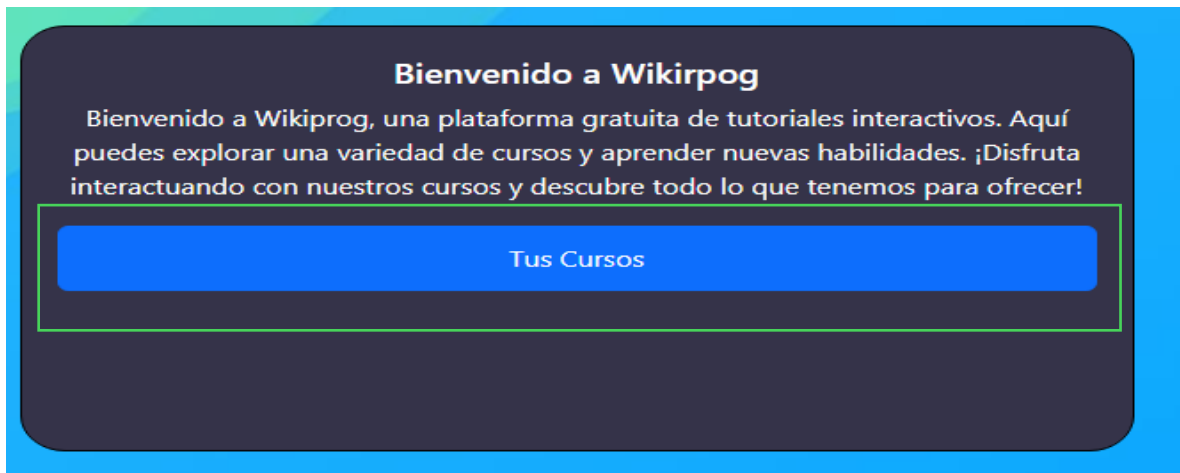 Bienvenido a Wikirpog
Bienvenido a Wikiprog, una plataforma gratuita de tutoriales interactivos. Aquí
puedes explorar una variedad de cursos y aprender nuevas habilidades. ¡Disfruta
interactuando con nuestros cursos y descubre todo lo que tenemos para ofrecer!
Tus Cursos